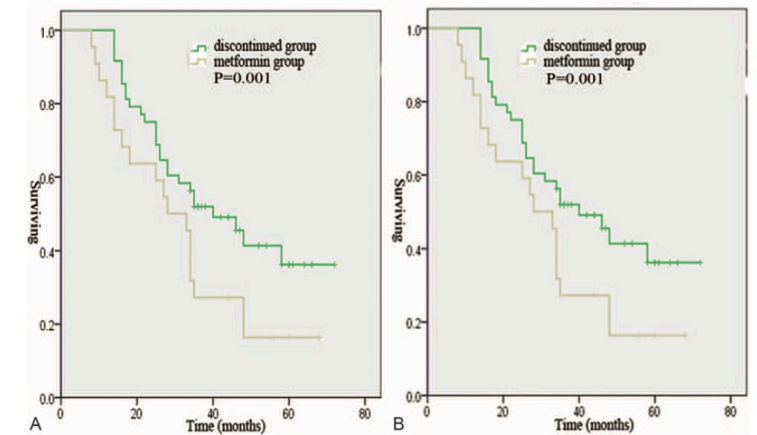 discontinued group
metformin group
P=0.001
1.0
0.8
0.6
0.4
0.2
0.0
Surviving
0 20 40 60 80
Time (months)
A
discontinued group
metformin group
P=0.001
1.0
0.8
0.6
0.4
0.2
0.0
Surviving
0 20 40 60 80
Time (months)
B